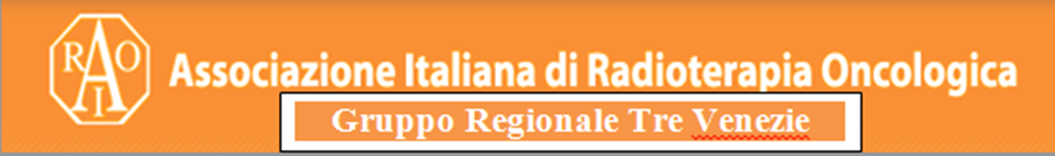 AIRO
Associazione Italiana di Radioterapia Oncologica
Gruppo Regionale Tre Venezie